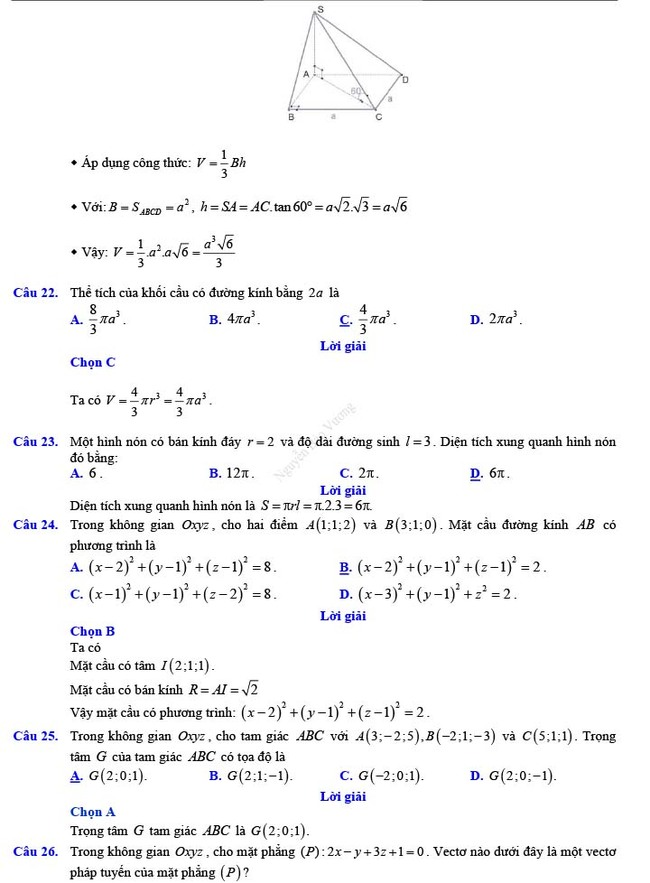 S
A
D
60°
a
B
a
C
♦ Áp dụng công thức: V = 1/3 Bh
♦ Với: B = S_ABCD = a², h = SA = AC.tan 60° = a√2.√3 = a√6
♦ Vậy: V = 1/3 .a².a√6 = a³√6/3
Câu 22. Thể tích của khối cầu có đường kính bằng 2a là
A. 8/3 πa³. B. 4πa³. C. 4/3 πa³. D. 2πa³.
Lời giải
Chọn C
Ta có V = 4/3 πr³ = 4/3 πa³.
Câu 23. Một hình nón có bán kính đáy r = 2 và độ dài đường sinh l = 3. Diện tích xung quanh hình nón
đó bằng:
A. 6. B. 12π. C. 2π. D. 6π.
Lời giải
Diện tích xung quanh hình nón là S = πrl = π.2.3 = 6π.
Câu 24. Trong không gian Oxyz, cho hai điểm A(1;1;2) và B(3;1;0). Mặt cầu đường kính AB có
phương trình là
A. (x−2)² + (y−1)² + (z−1)² = 8. B. (x−2)² + (y−1)² + (z−1)² = 2.
C. (x−1)² + (y−1)² + (z−2)² = 8. D. (x−3)² + (y−1)² + z² = 2.
Lời giải
Chọn B
Ta có
Mặt cầu có tâm I(2;1;1).
Mặt cầu có bán kính R = AI = √2
Vậy mặt cầu có phương trình: (x−2)² + (y−1)² + (z−1)² = 2.
Câu 25. Trong không gian Oxyz, cho tam giác ABC với A(3;−2;5), B(−2;1;−3) và C(5;1;1). Trọng
tâm G của tam giác ABC có tọa độ là
A. G(2;0;1). B. G(2;1;−1). C. G(−2;0;1). D. G(2;0;−1).
Lời giải
Chọn A
Trọng tâm G tam giác ABC là G(2;0;1).
Câu 26. Trong không gian Oxyz, cho mặt phẳng (P): 2x − y + 3z + 1 = 0. Vectơ nào dưới đây là một vectơ
pháp tuyến của mặt phẳng (P)?
Nguyễn
Vương